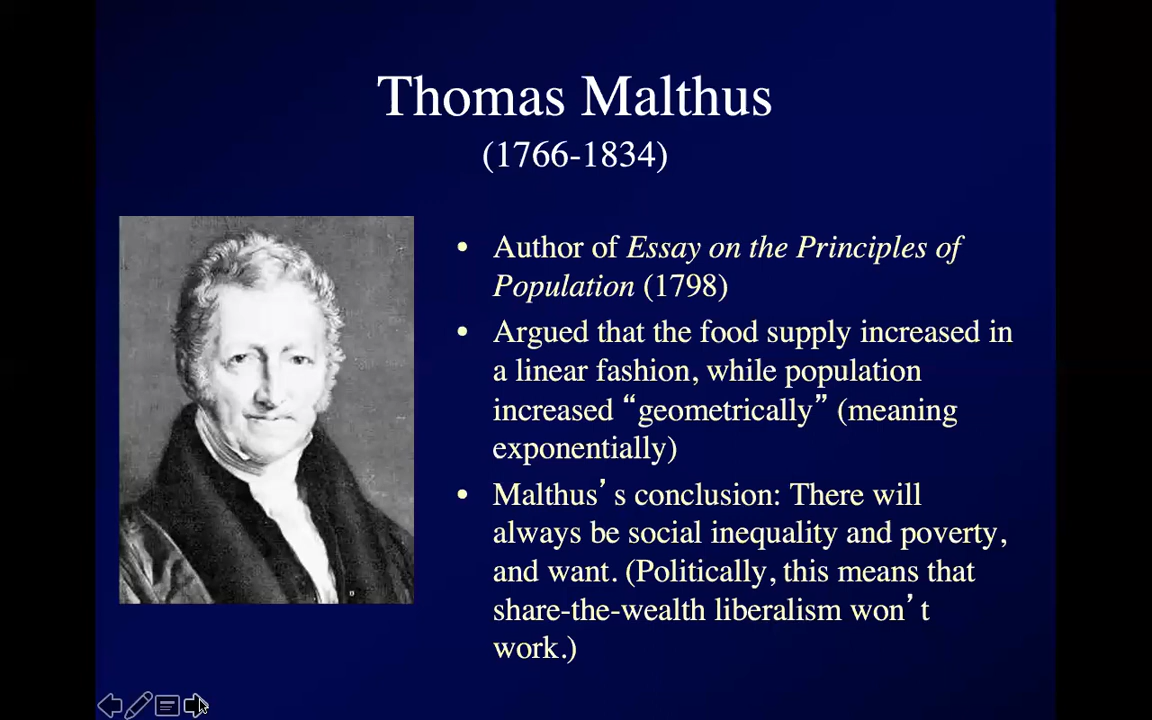 Thomas Malthus
(1766-1834)
• Author of Essay on the Principles of
Population (1798)
• Argued that the food supply increased in
a linear fashion, while population
increased “geometrically” (meaning
exponentially)
• Malthus’s conclusion: There will
always be social inequality and poverty,
and want. (Politically, this means that
share-the-wealth liberalism won’t
work.)